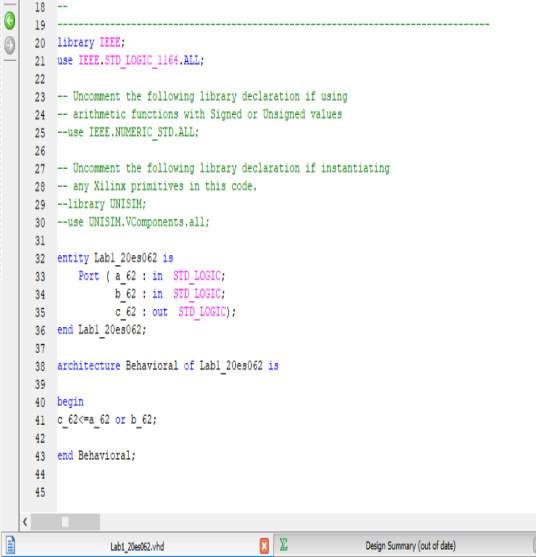 18 --
19 ----------------------------------------------------------------------------------
20 library IEEE;
21 use IEEE.STD_LOGIC_1164.ALL;
22
23 -- Uncomment the following library declaration if using
24 -- arithmetic functions with Signed or Unsigned values
25 --use IEEE.NUMERIC_STD.ALL;
26
27 -- Uncomment the following library declaration if instantiating
28 -- any Xilinx primitives in this code.
29 --library UNISIM;
30 --use UNISIM.VComponents.all;
31
32 entity Lab1_20es062 is
33     Port ( a_62 : in  STD_LOGIC;
34            b_62 : in  STD_LOGIC;
35            c_62 : out  STD_LOGIC);
36 end Lab1_20es062;
37
38 architecture Behavioral of Lab1_20es062 is
39
40 begin
41 c_62<=a_62 or b_62;
42
43 end Behavioral;
44
45
Lab1_20es062.vhd Design Summary (out of date)